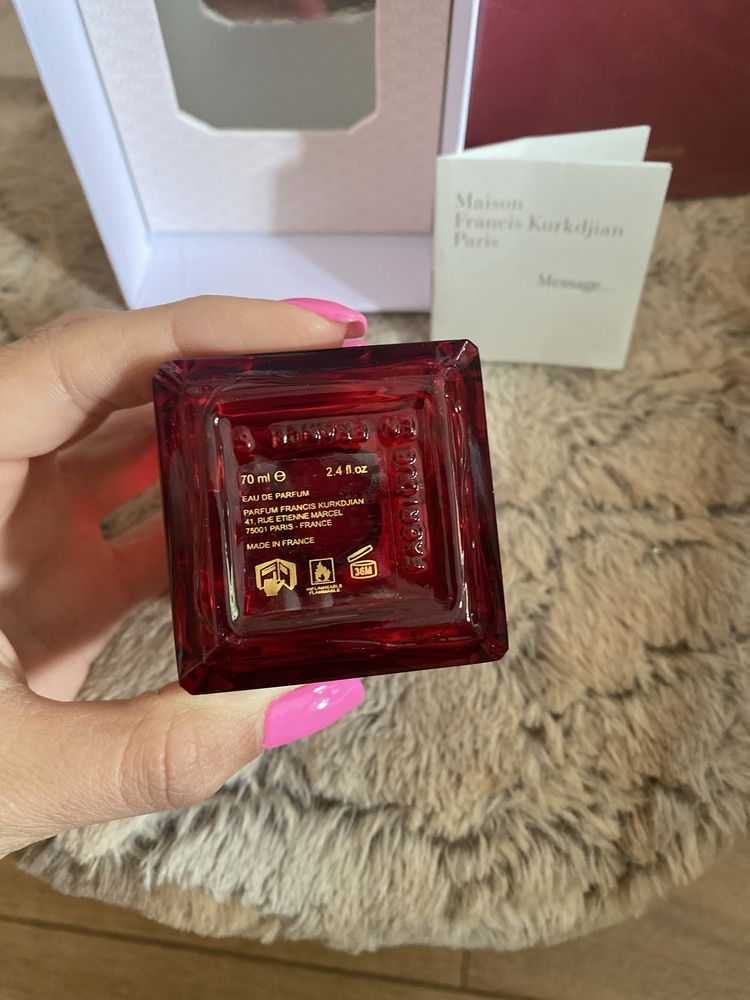 Maison
Francis Kurkdjian
Paris
Message...
70 ml ℮ 2.4 fl.oz
EAU DE PARFUM
PARFUM FRANCIS KURKDJIAN
41, RUE ETIENNE MARCEL
75001 PARIS - FRANCE
MADE IN FRANCE
36M
INFLAMMABLE
FLAMMABLE